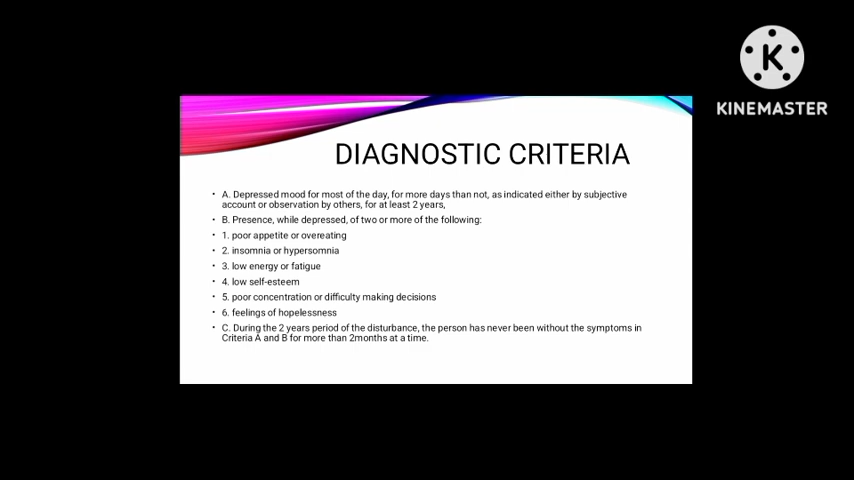 KINEMASTER
DIAGNOSTIC CRITERIA
• A. Depressed mood for most of the day, for more days than not, as indicated either by subjective
account or observation by others, for at least 2 years,
• B. Presence, while depressed, of two or more of the following:
• 1. poor appetite or overeating
• 2. insomnia or hypersomnia
• 3. low energy or fatigue
• 4. low self-esteem
• 5. poor concentration or difficulty making decisions
• 6. feelings of hopelessness
• C. During the 2 years period of the disturbance, the person has never been without the symptoms in
Criteria A and B for more than 2months at a time.